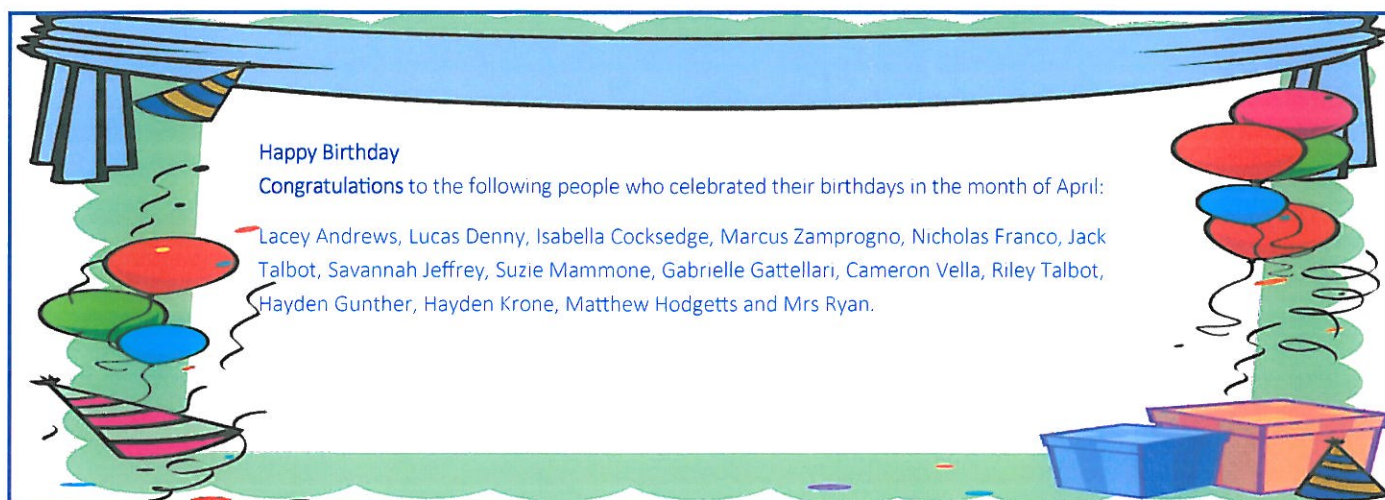 Happy Birthday
Congratulations to the following people who celebrated their birthdays in the month of April:
Lacey Andrews, Lucas Denny, Isabella Cocksedge, Marcus Zamprogno, Nicholas Franco, Jack
Talbot, Savannah Jeffrey, Suzie Mammone, Gabrielle Gattellari, Cameron Vella, Riley Talbot,
Hayden Gunther, Hayden Krone, Matthew Hodgetts and Mrs Ryan.